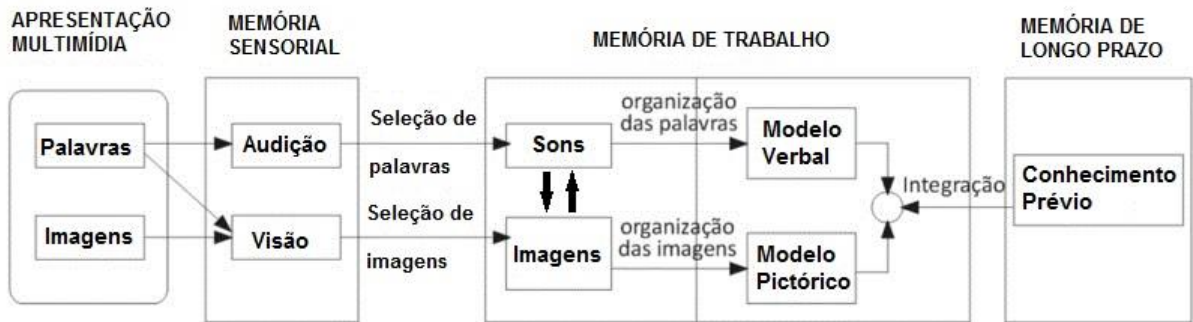 APRESENTAÇÃO
MULTIMÍDIA
MEMÓRIA
SENSORIAL
MEMÓRIA DE TRABALHO
MEMÓRIA DE
LONGO PRAZO
Palavras
Imagens
Audição
Visão
Seleção de
palavras
Seleção de
imagens
Sons
Imagens
organização
das palavras
organização
das imagens
Modelo
Verbal
Modelo
Pictórico
Integração
Conhecimento
Prévio